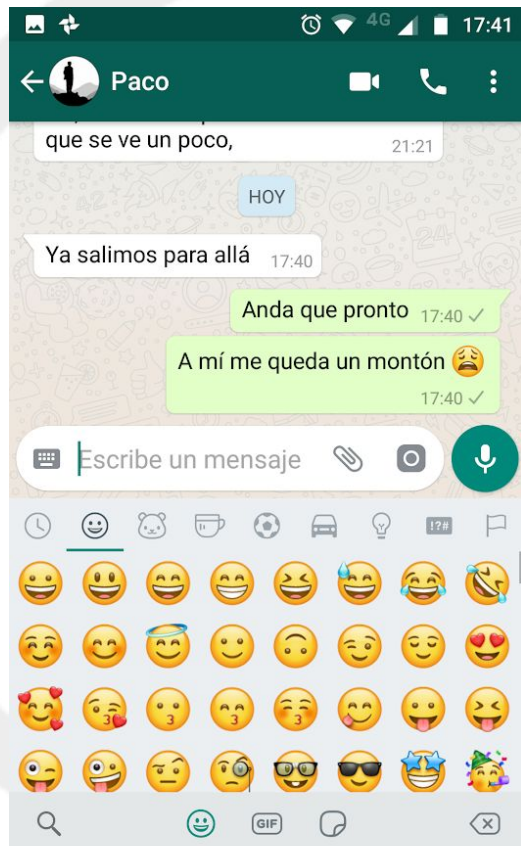 4G 17:41
Paco
que se ve un poco, 21:21
HOY
Ya salimos para allá 17:40
Anda que pronto 17:40
A mí me queda un montón
17:40
Escribe un mensaje
!?#
GIF